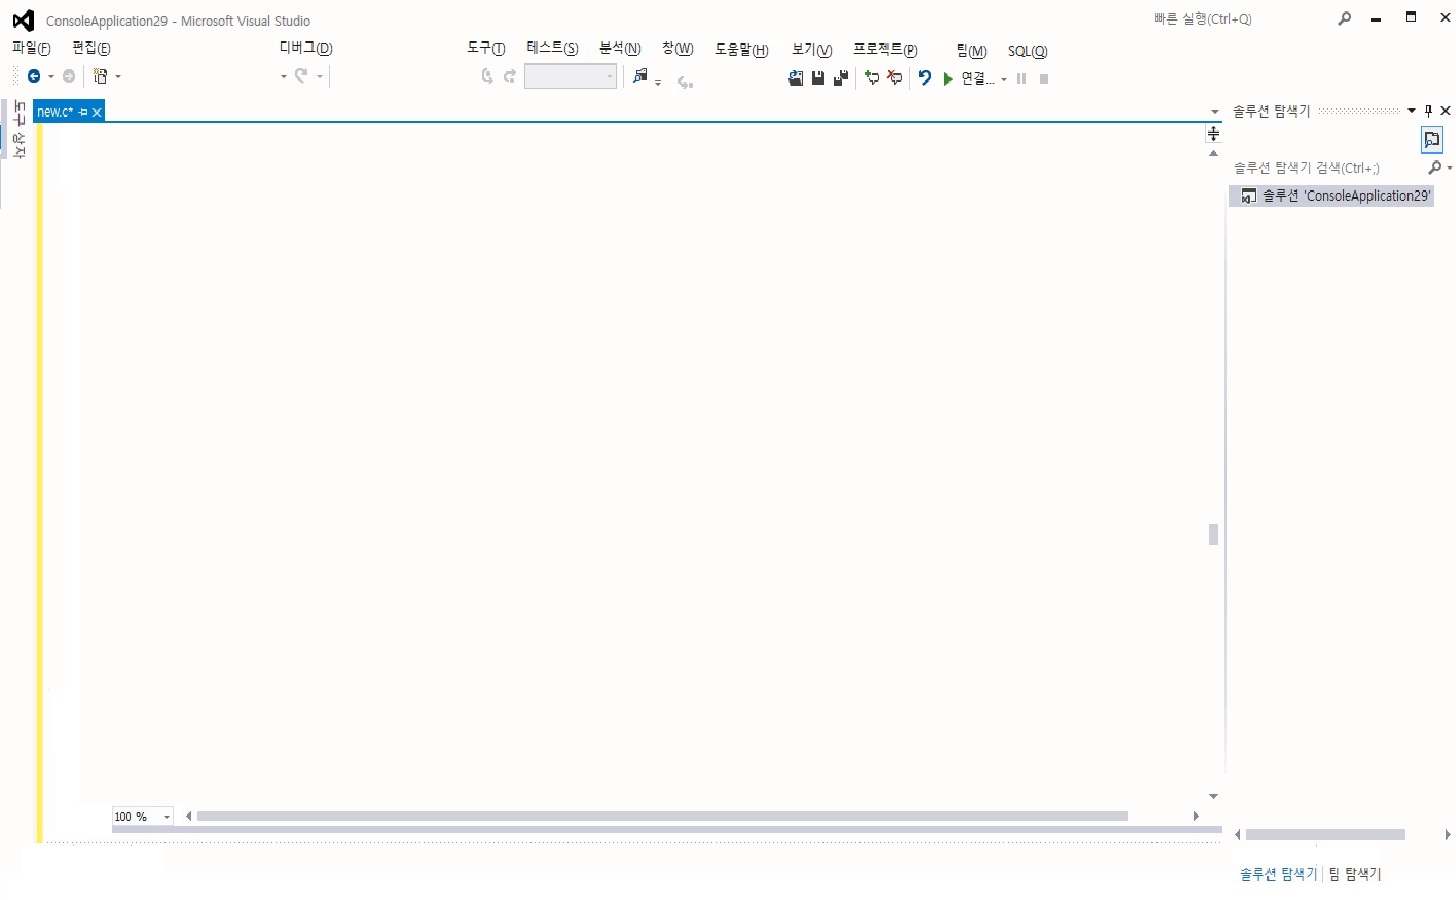 ConsoleApplication29 - Microsoft Visual Studio
빠른 실행(Ctrl+Q)
파일(F) 편집(E) 디버그(D) 도구(T) 테스트(S) 분석(N) 창(W) 도움말(H) 보기(V) 프로젝트(P) 팀(M) SQL(Q)
연결...
도구 상자
new.c*
솔루션 탐색기
솔루션 탐색기 검색(Ctrl+;)
솔루션 'ConsoleApplication29'
100 %
솔루션 탐색기 팀 탐색기